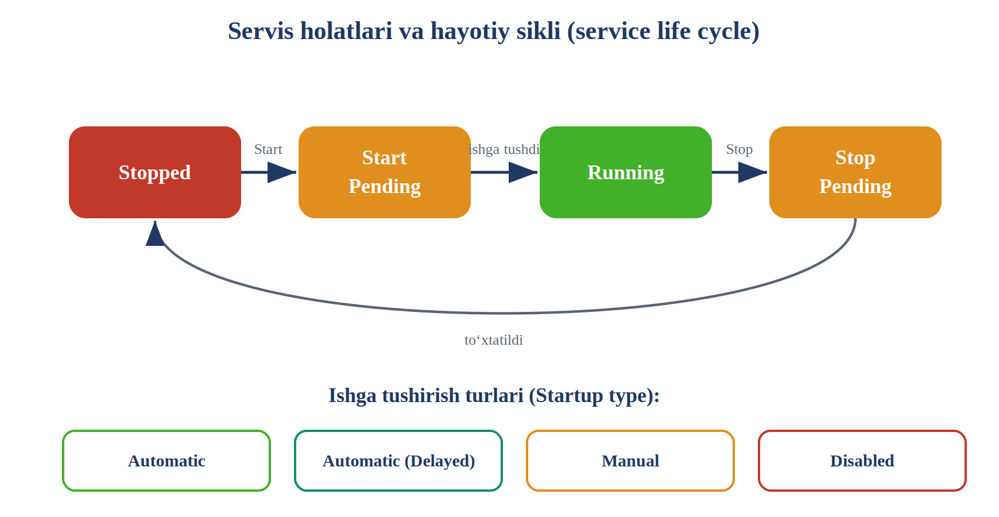 Servis holatlari va hayotiy sikli (service life cycle)
Stopped
Start
Start
Pending
ishga tushdi
Running
Stop
Stop
Pending
to‘xtatildi
Ishga tushirish turlari (Startup type):
Automatic
Automatic (Delayed)
Manual
Disabled